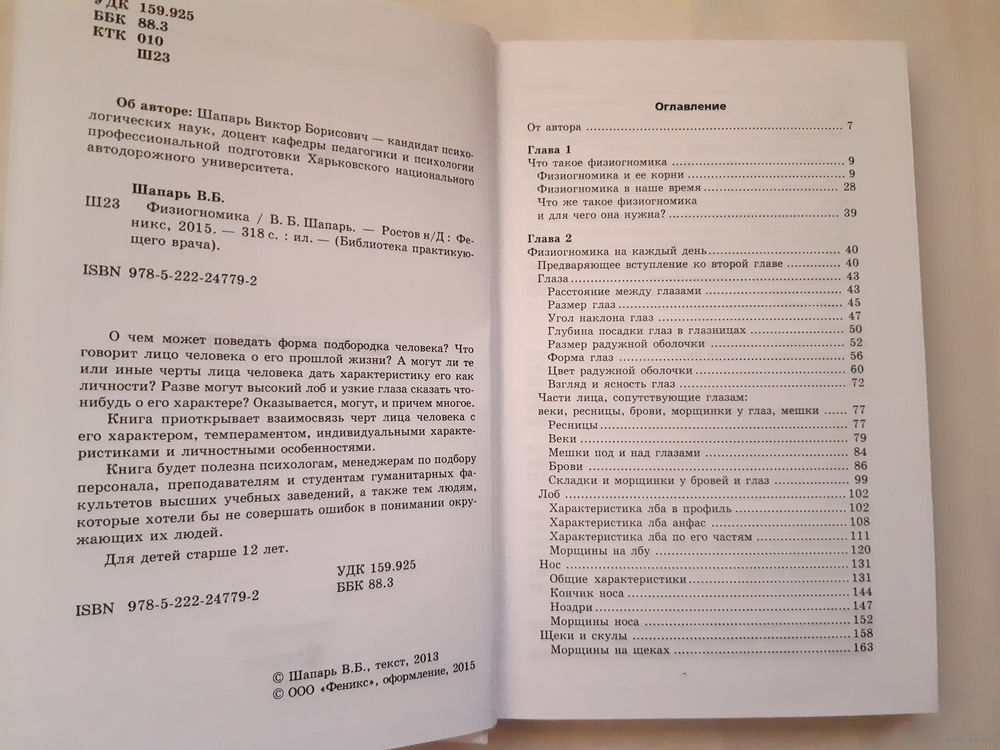 УДК 159.925
ББК 88.3
КТК 010
Ш23
Об авторе: Шапарь Виктор Борисович — кандидат психо-
логических наук, доцент кафедры педагогики и психологии
профессиональной подготовки Харьковского национального
автодорожного университета.
Шапарь В.Б.
Ш23 Физиогномика / В. Б. Шапарь. — Ростов н/Д : Фе-
никс, 2015. — 318 с. : ил. — (Библиотека практикую-
щего врача).
ISBN 978-5-222-24779-2
О чем может поведать форма подбородка человека? Что
говорит лицо человека о его прошлой жизни? А могут ли те
или иные черты лица человека дать характеристику его как
личности? Разве могут высокий лоб и узкие глаза сказать что-
нибудь о его характере? Оказывается, могут, и причем многое.
Книга приоткрывает взаимосвязь черт лица человека с
его характером, темпераментом, индивидуальными характе-
ристиками и личностными особенностями.
Книга будет полезна психологам, менеджерам по подбору
персонала, преподавателям и студентам гуманитарных фа-
культетов высших учебных заведений, а также тем людям,
которые хотели бы не совершать ошибок в понимании окру-
жающих их людей.
Для детей старше 12 лет.
УДК 159.925
ББК 88.3
ISBN 978-5-222-24779-2
© Шапарь В.Б., текст, 2013
© ООО «Феникс», оформление, 2015
Оглавление
От автора ........ 7
Глава 1
Что такое физиогномика ........ 9
Физиогномика и ее корни ........ 9
Физиогномика в наше время ........ 28
Что же такое физиогномика
и для чего она нужна? ........ 39
Глава 2
Физиогномика на каждый день ........ 40
Предваряющее вступление ко второй главе ........ 40
Глаза ........ 43
Расстояние между глазами ........ 43
Размер глаз ........ 45
Угол наклона глаз ........ 47
Глубина посадки глаз в глазницах ........ 50
Размер радужной оболочки ........ 52
Форма глаз ........ 56
Цвет радужной оболочки ........ 60
Взгляд и ясность глаз ........ 72
Части лица, сопутствующие глазам:
веки, ресницы, брови, морщинки у глаз, мешки ...... 77
Ресницы ........ 77
Веки ........ 79
Мешки под и над глазами ........ 84
Брови ........ 86
Складки и морщинки у бровей и глаз ........ 99
Лоб ........ 102
Характеристика лба в профиль ........ 102
Характеристика лба анфас ........ 108
Характеристика лба по его частям ........ 111
Морщины на лбу ........ 120
Нос ........ 131
Общие характеристики ........ 131
Кончик носа ........ 144
Ноздри ........ 147
Морщины носа ........ 152
Щеки и скулы ........ 158
Морщины на щеках ........ 163